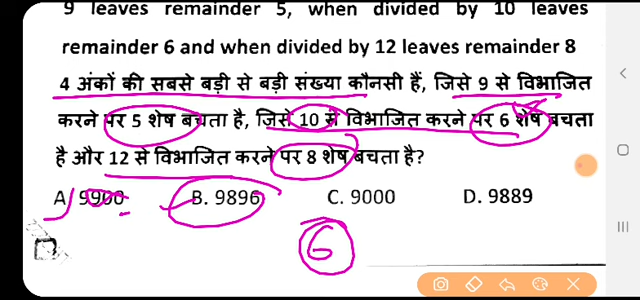 9 leaves remainder 5, when divided by 10 leaves
remainder 6 and when divided by 12 leaves remainder 8
4 अंकों की सबसे बड़ी से बड़ी संख्या कौनसी हैं, जिसे 9 से विभाजित
करने पर 5 शेष बचता है, जिसे 10 से विभाजित करने पर 6 शेष बचता
है और 12 से विभाजित करने पर 8 शेष बचता है?
A. 9900 B. 9896 C. 9000 D. 9889
6